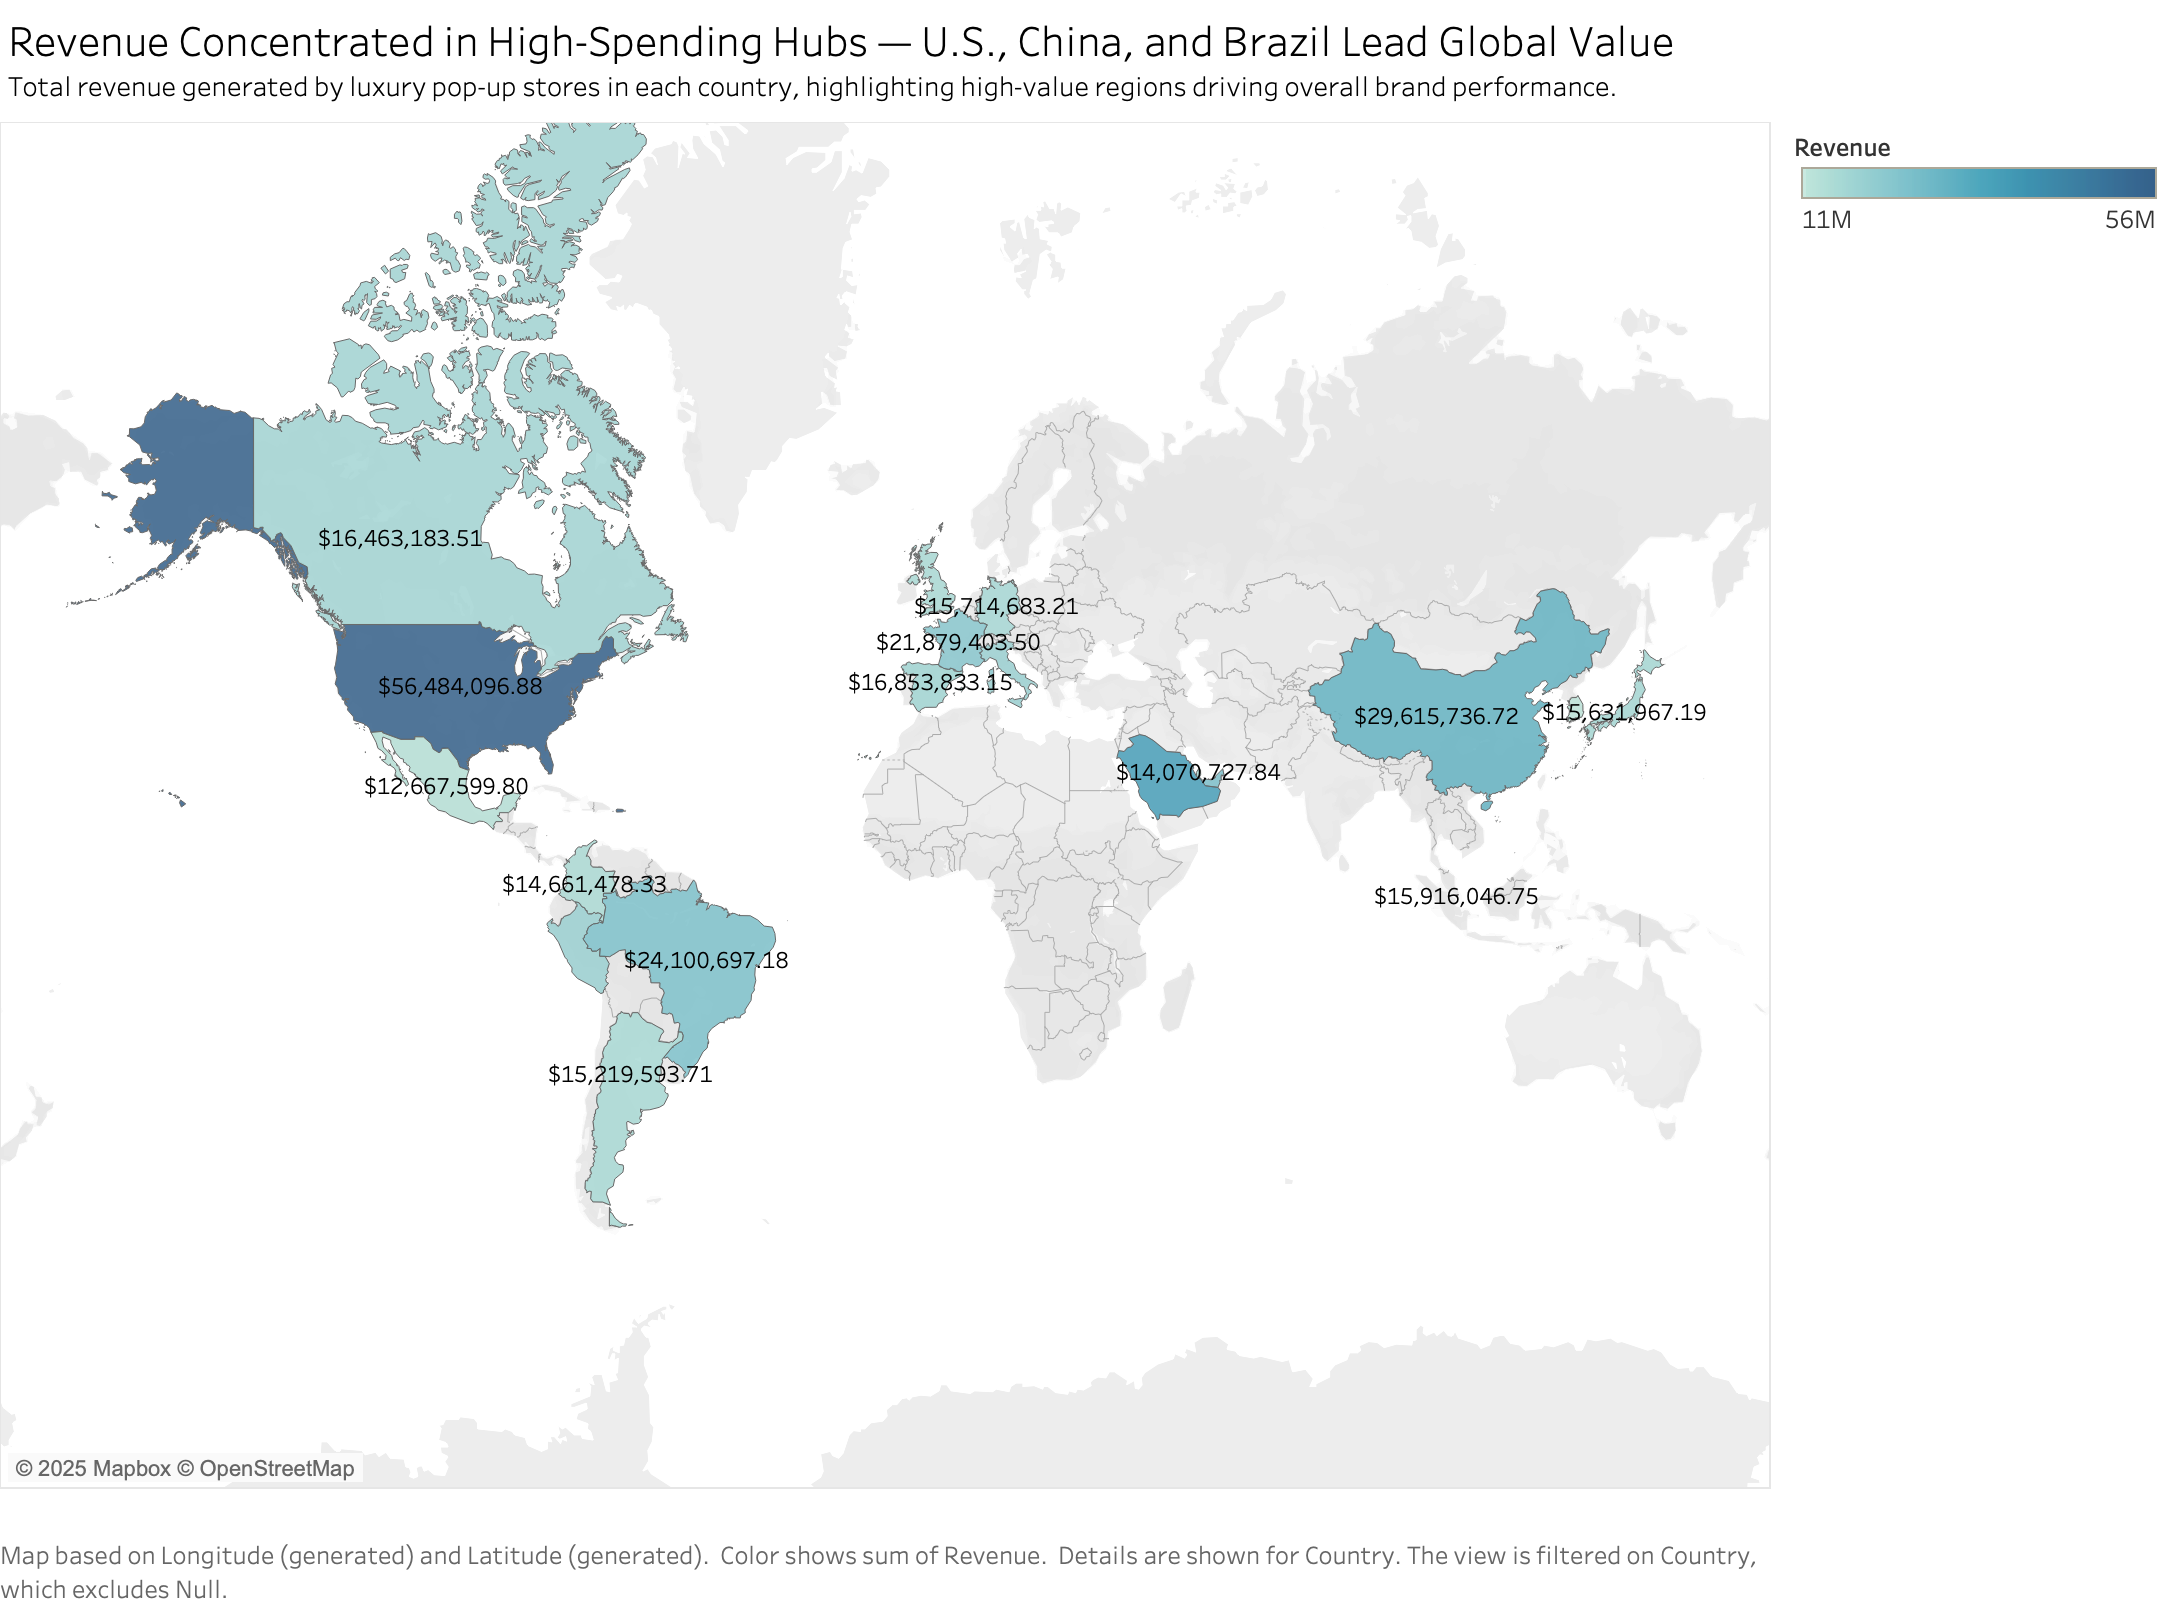 Revenue Concentrated in High-Spending Hubs — U.S., China, and Brazil Lead Global Value
Total revenue generated by luxury pop-up stores in each country, highlighting high-value regions driving overall brand performance.
Revenue
11M 56M
$16,463,183.51
$15,714,683.21
$21,879,403.50
$56,484,096.88
$16,853,833.15
$29,615,736.72
$15,631,967.19
$12,667,599.80
$14,070,727.84
$14,661,478.33
$15,916,046.75
$24,100,697.18
$15,219,593.71
© 2025 Mapbox © OpenStreetMap
Map based on Longitude (generated) and Latitude (generated).  Color shows sum of Revenue.  Details are shown for Country. The view is filtered on Country,
which excludes Null.